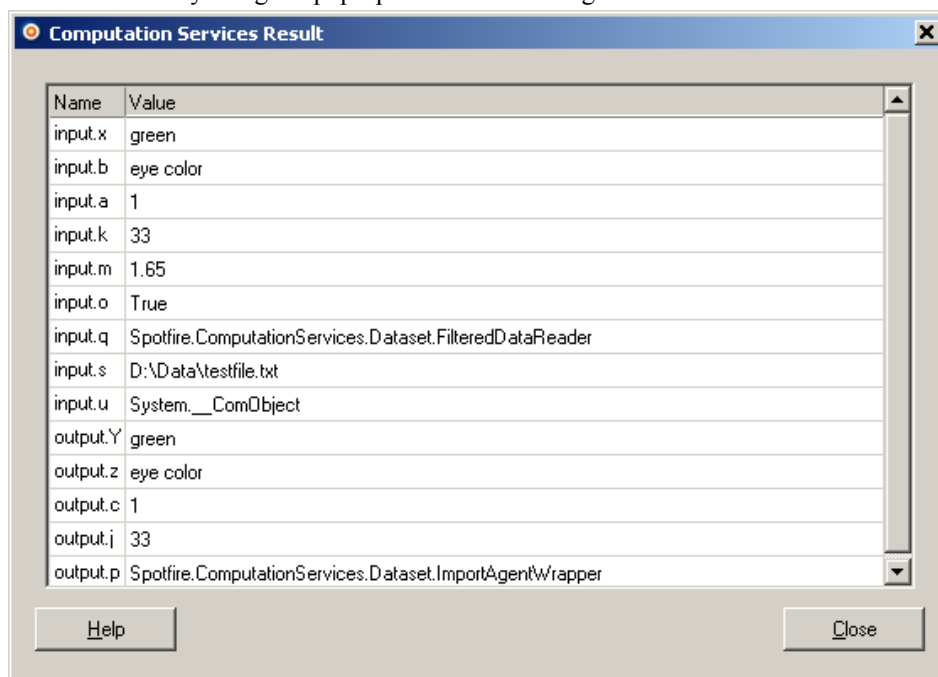 Computation Services Result
Name Value
input.x green
input.b eye color
input.a 1
input.k 33
input.m 1.65
input.o True
input.q Spotfire.ComputationServices.Dataset.FilteredDataReader
input.s D:\Data\testfile.txt
input.u System.__ComObject
output.Y green
output.z eye color
output.c 1
output.j 33
output.p Spotfire.ComputationServices.Dataset.ImportAgentWrapper
Help Close